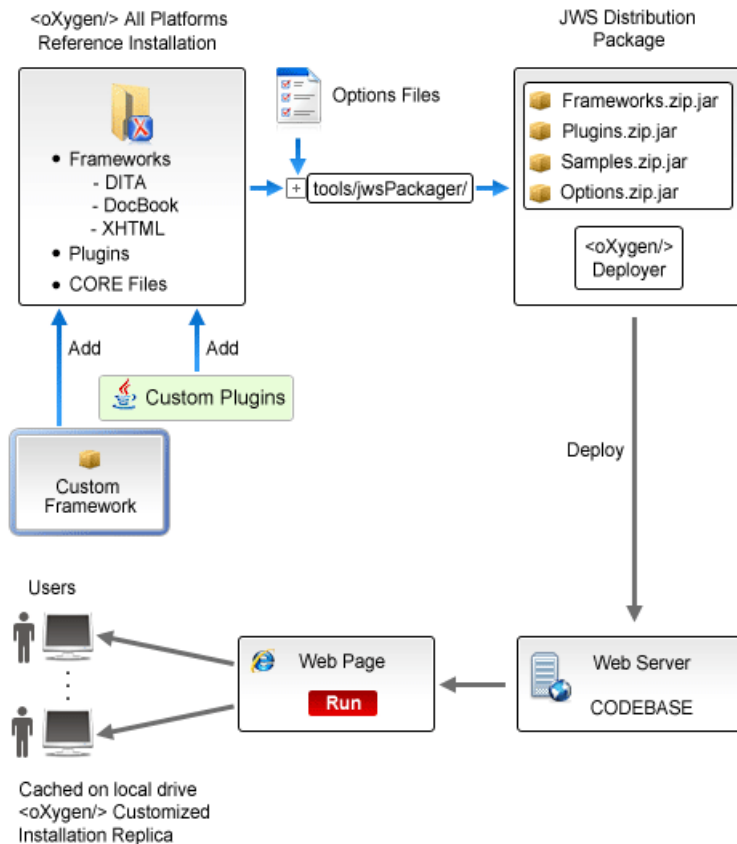 <oXygen/> All Platforms
Reference Installation
• Frameworks
- DITA
- DocBook
- XHTML
• Plugins
• CORE Files
Options Files
+ tools/jwsPackager/
JWS Distribution
Package
Frameworks.zip.jar
Plugins.zip.jar
Samples.zip.jar
Options.zip.jar
<oXygen/>
Deployer
Add
Add
Custom Plugins
Custom
Framework
Deploy
Users
Web Page
Run
Web Server
CODEBASE
Cached on local drive
<oXygen/> Customized
Installation Replica